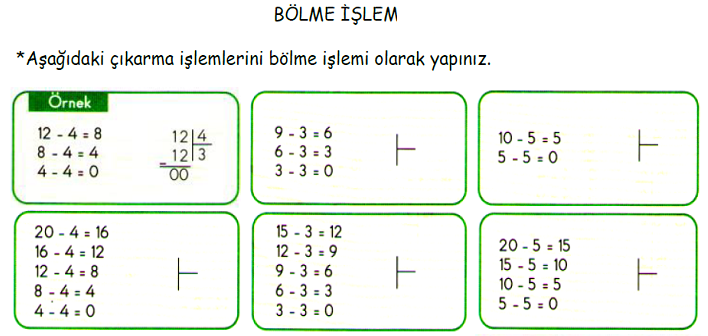 BÖLME İŞLEM
*Aşağıdaki çıkarma işlemlerini bölme işlemi olarak yapınız.
Örnek
12 - 4 = 8
8 - 4 = 4
4 - 4 = 0
12 4
- 12 3
00
9 - 3 = 6
6 - 3 = 3
3 - 3 = 0
10 - 5 = 5
5 - 5 = 0
20 - 4 = 16
16 - 4 = 12
12 - 4 = 8
8 - 4 = 4
4 - 4 = 0
15 - 3 = 12
12 - 3 = 9
9 - 3 = 6
6 - 3 = 3
3 - 3 = 0
20 - 5 = 15
15 - 5 = 10
10 - 5 = 5
5 - 5 = 0